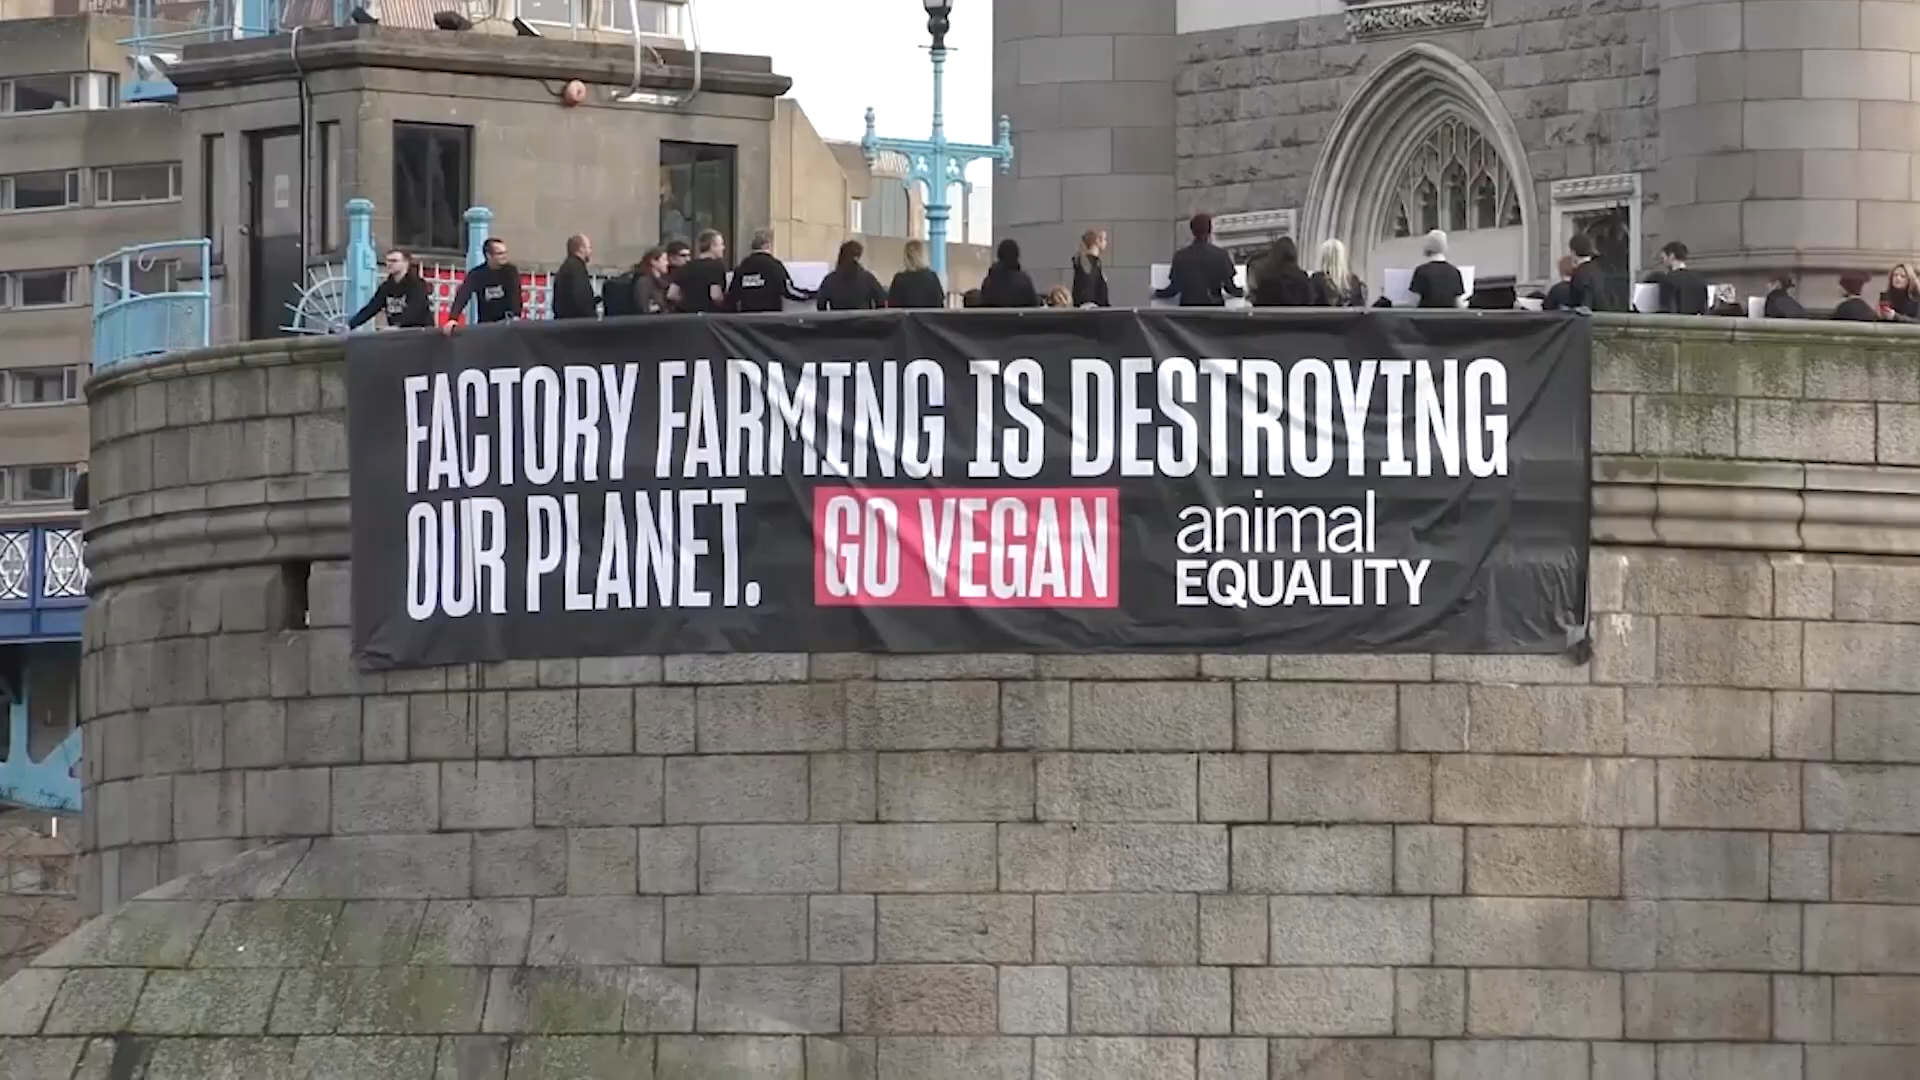 FACTORY FARMING IS DESTROYING
OUR PLANET. GO VEGAN
animal
EQUALITY